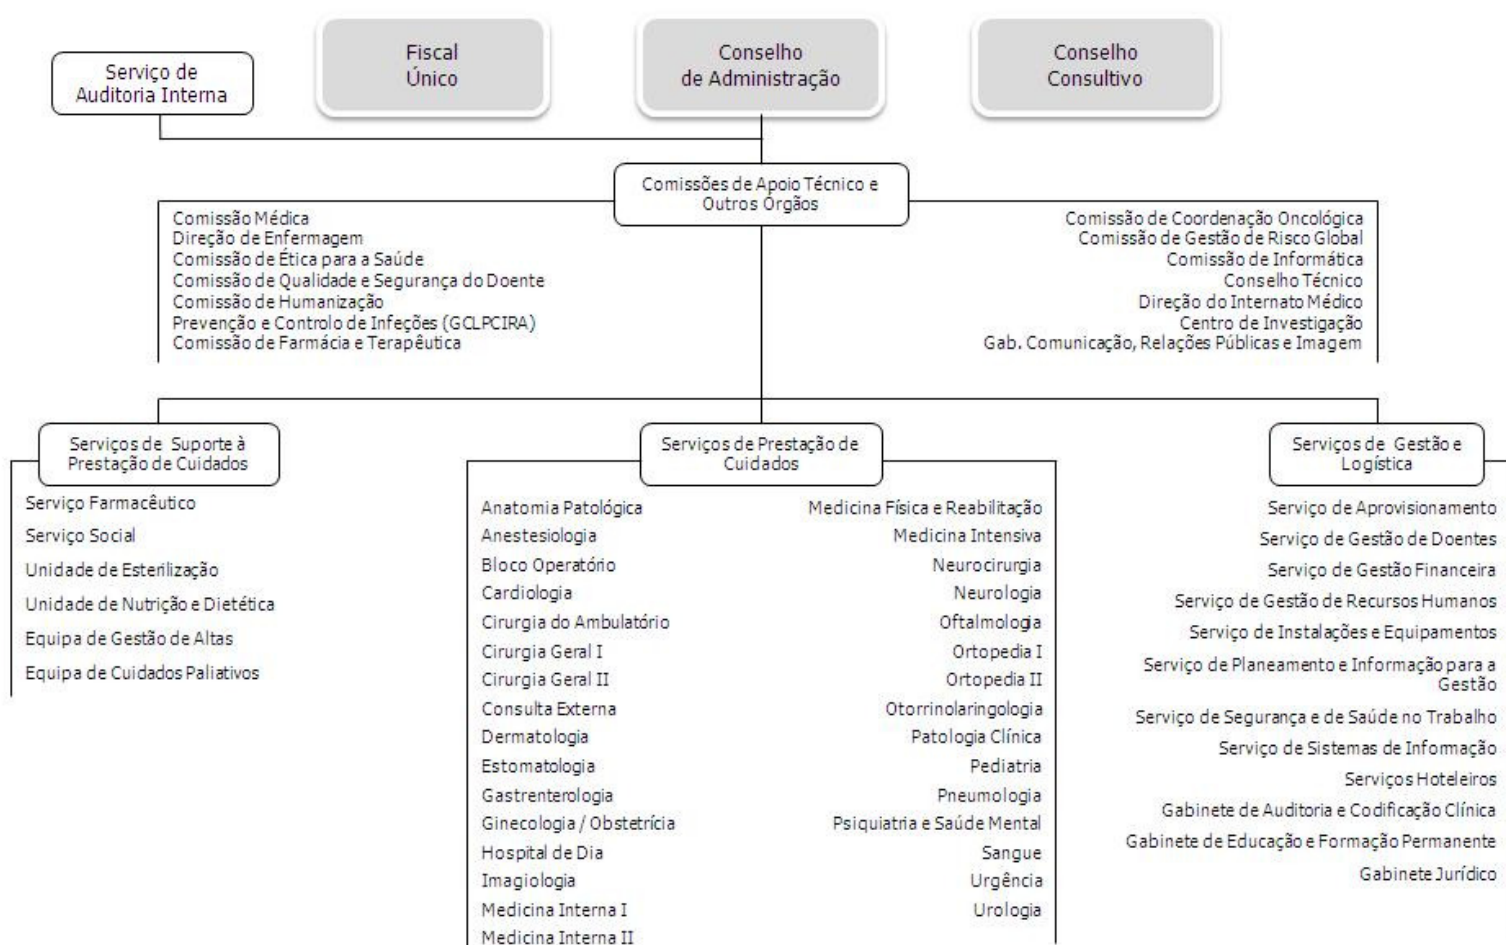 Serviço de
Auditoria Interna
Fiscal
Único
Conselho
de Administração
Conselho
Consultivo
Comissões de Apoio Técnico e
Outros Órgãos
Comissão Médica
Direção de Enfermagem
Comissão de Ética para a Saúde
Comissão de Qualidade e Segurança do Doente
Comissão de Humanização
Prevenção e Controlo de Infeções (GCLPCIRA)
Comissão de Farmácia e Terapêutica
Comissão de Coordenação Oncológica
Comissão de Gestão de Risco Global
Comissão de Informática
Conselho Técnico
Direção do Internato Médico
Centro de Investigação
Gab. Comunicação, Relações Públicas e Imagem
Serviços de Suporte à
Prestação de Cuidados
Serviço Farmacêutico
Serviço Social
Unidade de Esterilização
Unidade de Nutrição e Dietética
Equipa de Gestão de Altas
Equipa de Cuidados Paliativos
Serviços de Prestação de
Cuidados
Anatomia Patológica
Anestesiologia
Bloco Operatório
Cardiologia
Cirurgia do Ambulatório
Cirurgia Geral I
Cirurgia Geral II
Consulta Externa
Dermatologia
Estomatologia
Gastrenterologia
Ginecologia / Obstetrícia
Hospital de Dia
Imagiologia
Medicina Interna I
Medicina Interna II
Medicina Física e Reabilitação
Medicina Intensiva
Neurocirurgia
Neurologia
Oftalmologia
Ortopedia I
Ortopedia II
Otorrinolaringologia
Patologia Clínica
Pediatria
Pneumologia
Psiquiatria e Saúde Mental
Sangue
Urgência
Urologia
Serviços de Gestão e
Logística
Serviço de Aprovisionamento
Serviço de Gestão de Doentes
Serviço de Gestão Financeira
Serviço de Gestão de Recursos Humanos
Serviço de Instalações e Equipamentos
Serviço de Planeamento e Informação para a
Gestão
Serviço de Segurança e de Saúde no Trabalho
Serviço de Sistemas de Informação
Serviços Hoteleiros
Gabinete de Auditoria e Codificação Clínica
Gabinete de Educação e Formação Permanente
Gabinete Jurídico